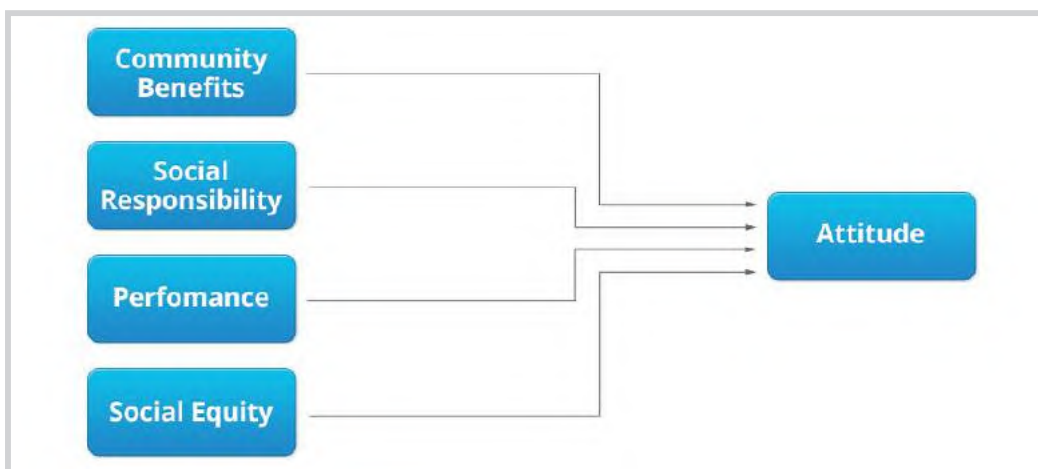 Community
Benefits
Social
Responsibility
Attitude
Perfomance
Social Equity